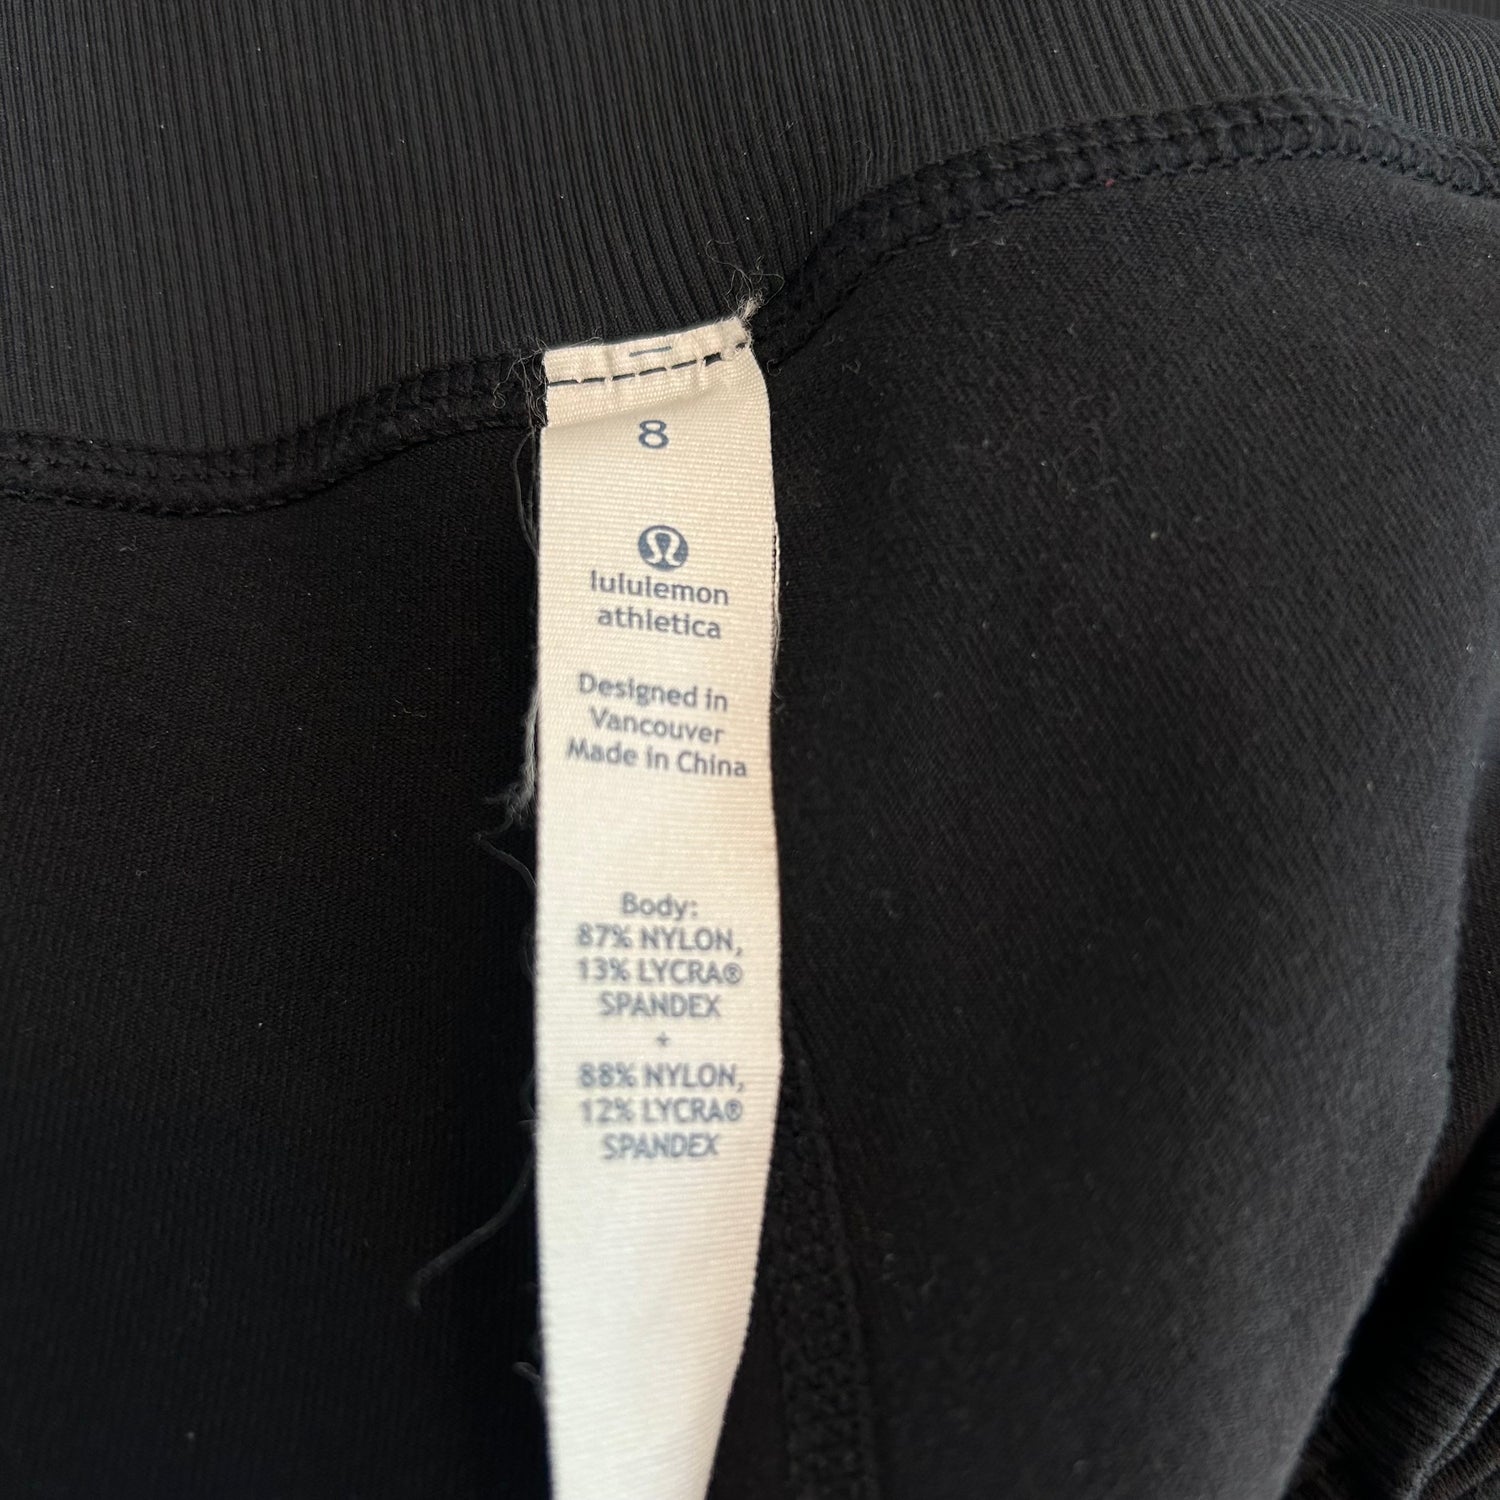 8
lululemon
athletica
Designed in
Vancouver
Made in China
Body:
87% NYLON,
13% LYCRA®
SPANDEX
+
88% NYLON,
12% LYCRA®
SPANDEX